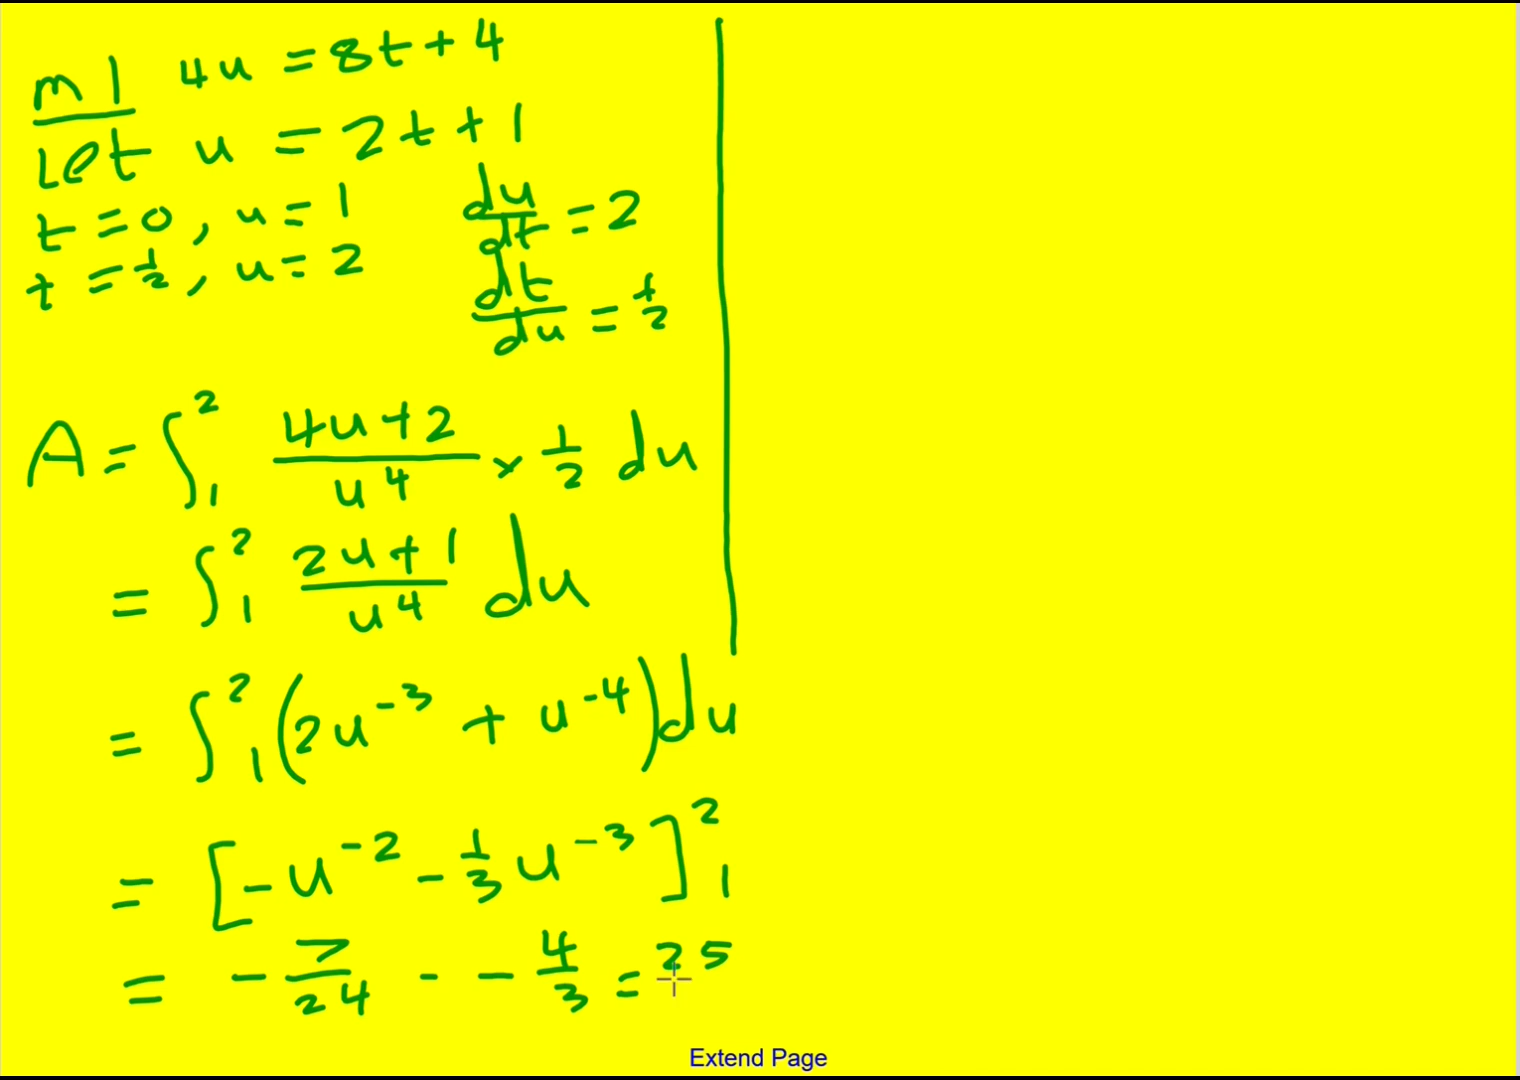 m1 4u = 8t + 4
Let u = 2t + 1
t = 0, u = 1 du/dt = 2
t = 1/2, u = 2 dt/du = 1/2
A = ∫₁² (4u+2)/u⁴ × 1/2 du
= ∫₁² (2u+1)/u⁴ du
= ∫₁² (2u⁻³ + u⁻⁴) du
= [-u⁻² - 1/3 u⁻³]₁²
= -7/24 - -4/3 = 25
Extend Page